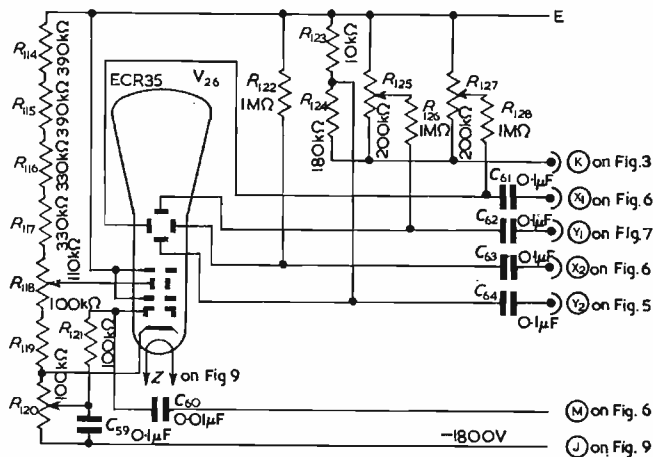 E
R114
390kΩ
R115
390kΩ
R116
330kΩ
R117
330kΩ
R118
110kΩ
R119
100kΩ
R120
100kΩ
R121
100kΩ
ECR35
V26
R122
1MΩ
R123
10kΩ
R124
180kΩ
R125
200kΩ
R126
1MΩ
R127
200kΩ
R128
1MΩ
K on Fig.3
C61 0.1µF X1 on Fig.6
C62 0.1µF Y1 on Fig.7
C63 0.1µF X2 on Fig.6
C64 0.1µF Y2 on Fig.5
Z on Fig 9
C60
0·01µF
M on Fig. 6
C59 0.1µF
-1800V
J on Fig. 9